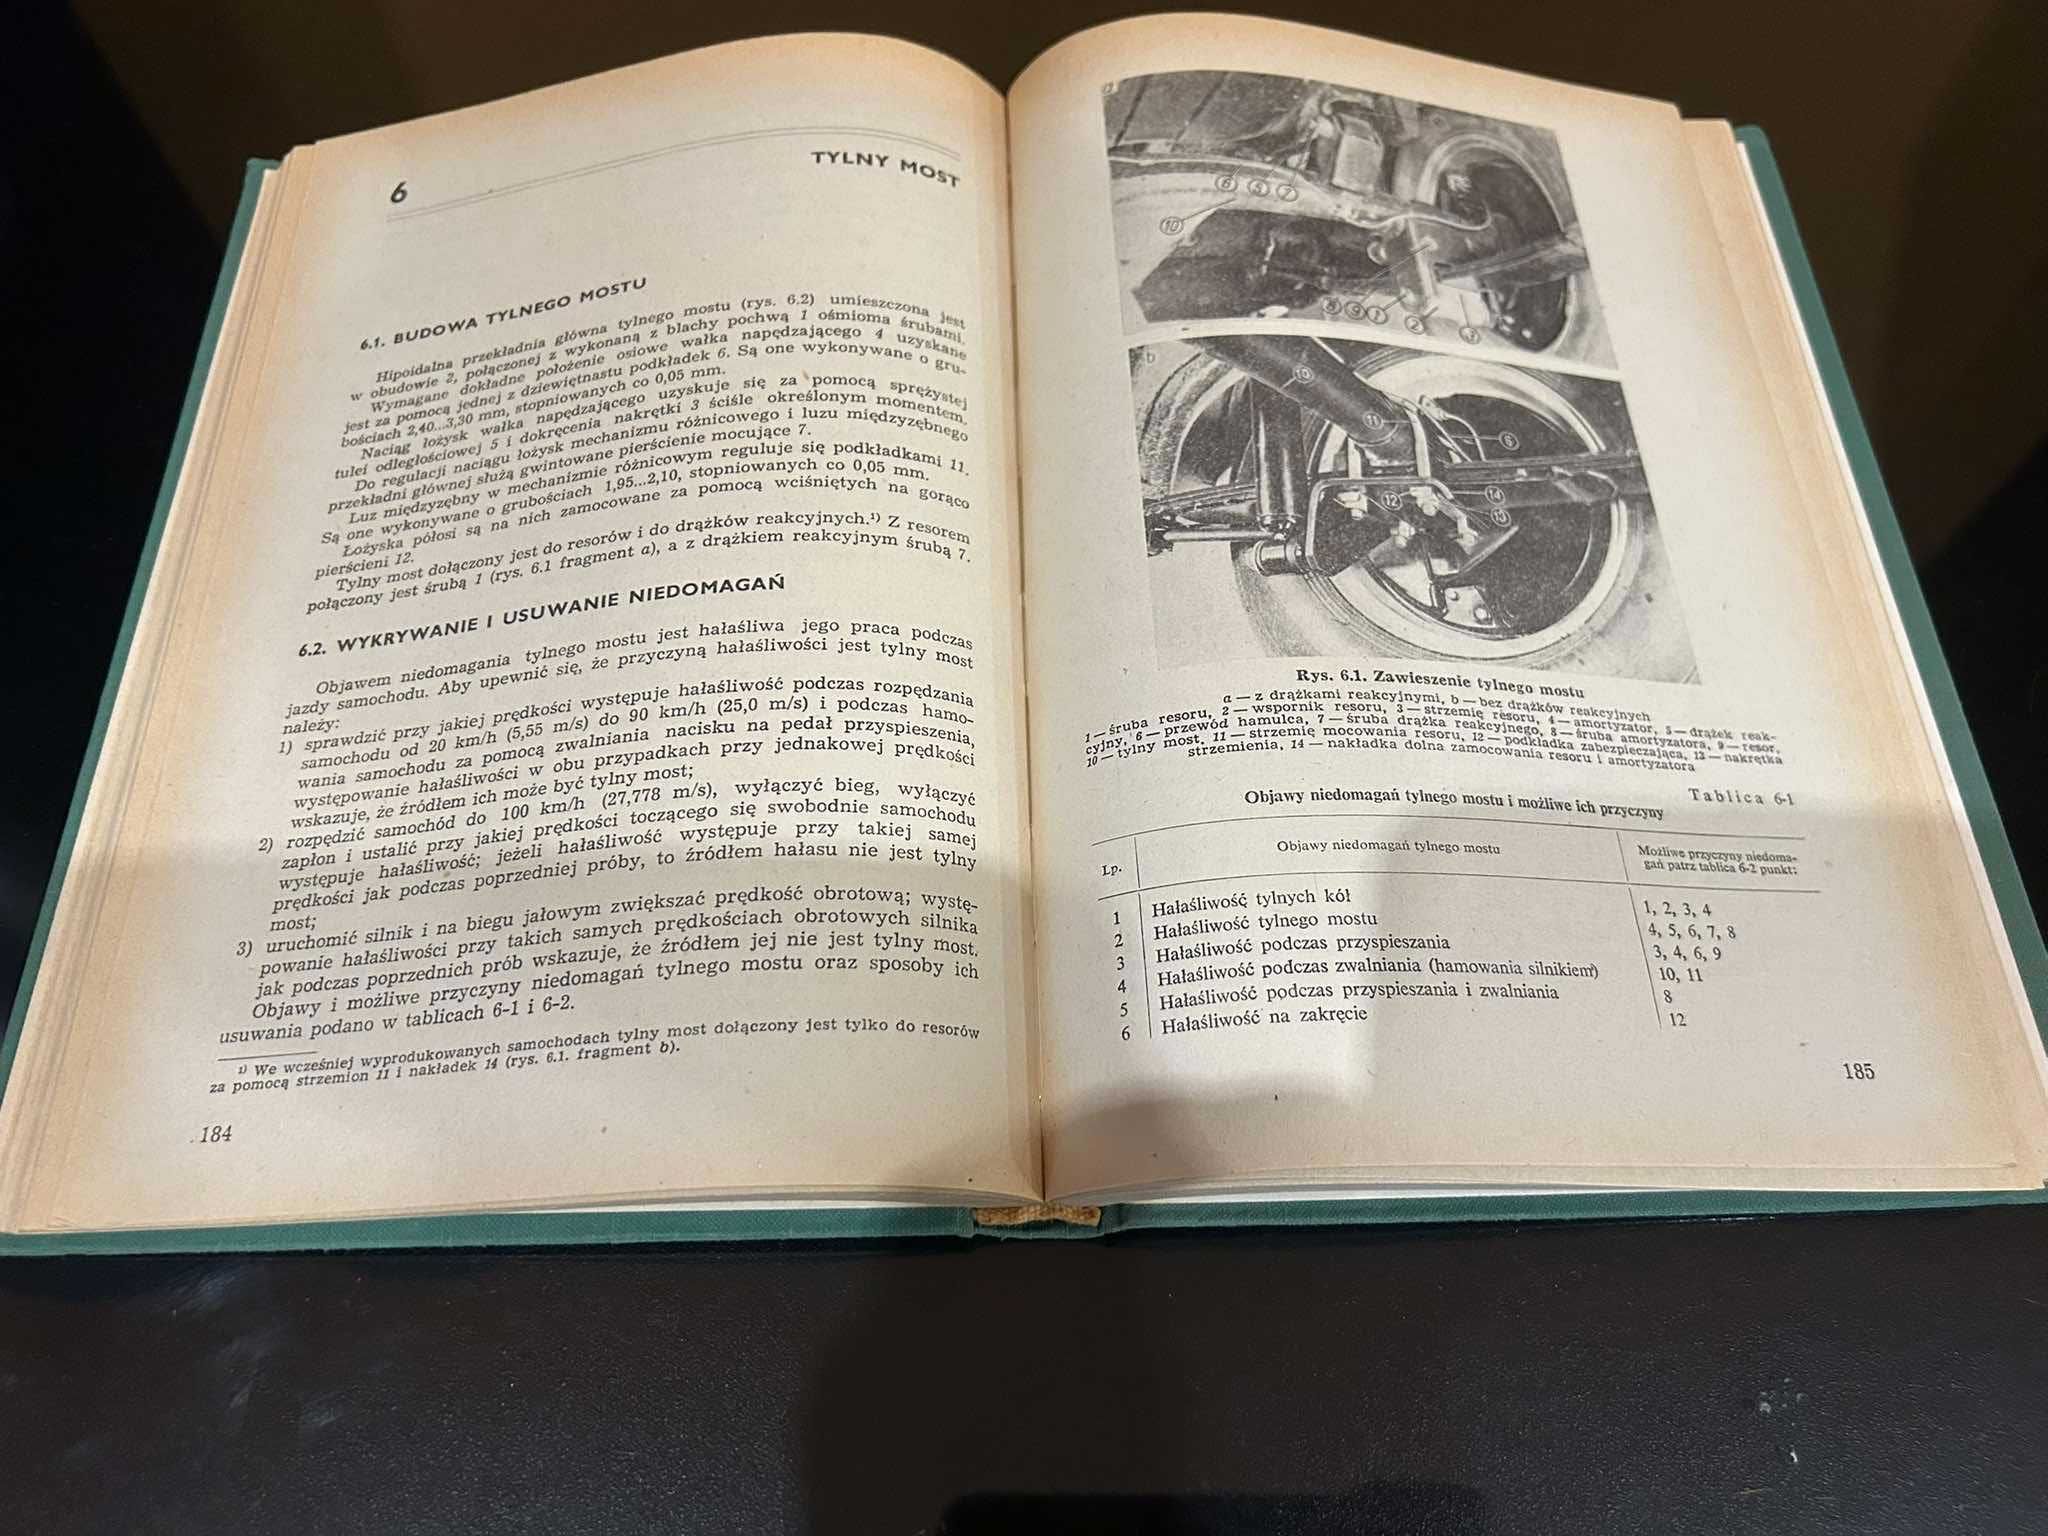 6
TYLNY MOST
6.1. BUDOWA TYLNEGO MOSTU
Hipoidalna przekładnia główna tylnego mostu (rys. 6.2) umieszczona jest
w obudowie 2, połączonej z wykonaną z blachy pochwą 1 ośmioma śrubami.
Wymagane dokładne położenie osiowe wałka napędzającego 4 uzyskane
jest za pomocą jednej z dziewiętnastu podkładek 6. Są one wykonywane o gru-
bościach 2,40...3,30 mm, stopniowanych co 0,05 mm.
Naciąg łożysk wałka napędzającego uzyskuje się za pomocą sprężystej
tulei odległościowej 5 i dokręcenia nakrętki 3 ściśle określonym momentem.
Do regulacji naciągu łożysk mechanizmu różnicowego i luzu międzyzębnego
przekładni głównej służą gwintowane pierścienie mocujące 7.
Luz międzyzębny w mechanizmie różnicowym reguluje się podkładkami 11.
Są one wykonywane o grubościach 1,95...2,10, stopniowanych co 0,05 mm.
Łożyska półosi są na nich zamocowane za pomocą wciśniętych na gorąco
pierścieni 12.
Tylny most dołączony jest do resorów i do drążków reakcyjnych.¹⁾ Z resorem
połączony jest śrubą 1 (rys. 6.1 fragment a), a z drążkiem reakcyjnym śrubą 7.
6.2. WYKRYWANIE I USUWANIE NIEDOMAGAŃ
Objawem niedomagania tylnego mostu jest hałaśliwa jego praca podczas
jazdy samochodu. Aby upewnić się, że przyczyną hałaśliwości jest tylny most
należy:
1) sprawdzić przy jakiej prędkości występuje hałaśliwość podczas rozpędzania
samochodu od 20 km/h (5,55 m/s) do 90 km/h (25,0 m/s) i podczas hamo-
wania samochodu za pomocą zwalniania nacisku na pedał przyspieszenia,
występowanie hałaśliwości w obu przypadkach przy jednakowej prędkości
wskazuje, że źródłem ich może być tylny most;
2) rozpędzić samochód do 100 km/h (27,778 m/s), wyłączyć bieg, wyłączyć
zapłon i ustalić przy jakiej prędkości toczącego się swobodnie samochodu
występuje hałaśliwość; jeżeli hałaśliwość występuje przy takiej samej
prędkości jak podczas poprzedniej próby, to źródłem hałasu nie jest tylny
most;
3) uruchomić silnik i na biegu jałowym zwiększać prędkość obrotową; wystę-
powanie hałaśliwości przy takich samych prędkościach obrotowych silnika
jak podczas poprzednich prób wskazuje, że źródłem jej nie jest tylny most.
Objawy i możliwe przyczyny niedomagań tylnego mostu oraz sposoby ich
usuwania podano w tablicach 6-1 i 6-2.
¹⁾ We wcześniej wyprodukowanych samochodach tylny most dołączony jest tylko do resorów
za pomocą strzemion 11 i nakładek 14 (rys. 6.1. fragment b).
184
a
6 5 7
10
8 9 1 2 3
b
10
11
6
12 14
13
Rys. 6.1. Zawieszenie tylnego mostu
a — z drążkami reakcyjnymi, b — bez drążków reakcyjnych
1 — śruba resoru, 2 — wspornik resoru, 3 — strzemię resoru, 4 — amortyzator, 5 — drążek reak-
cyjny, 6 — przewód hamulca, 7 — śruba drążka reakcyjnego, 8 — śruba amortyzatora, 9 — resor,
10 — tylny most, 11 — strzemię mocowania resoru, 12 — podkładka zabezpieczająca, 13 — nakrętka
strzemienia, 14 — nakładka dolna zamocowania resoru i amortyzatora
Tablica 6-1
Objawy niedomagań tylnego mostu i możliwe ich przyczyny
Lp. Objawy niedomagań tylnego mostu Możliwe przyczyny niedoma-
gań patrz tablica 6-2 punkt:
1 Hałaśliwość tylnych kół 1, 2, 3, 4
2 Hałaśliwość tylnego mostu 4, 5, 6, 7, 8
3 Hałaśliwość podczas przyspieszania 3, 4, 6, 9
4 Hałaśliwość podczas zwalniania (hamowania silnikiem) 10, 11
5 Hałaśliwość podczas przyspieszania i zwalniania 8
6 Hałaśliwość na zakręcie 12
185